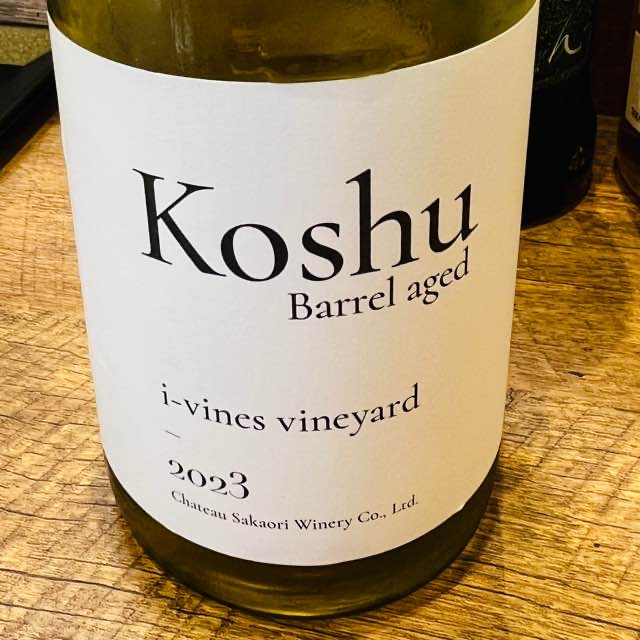 Koshu
Barrel aged
i-vines vineyard
–
2023
Chateau Sakaori Winery Co., Ltd.